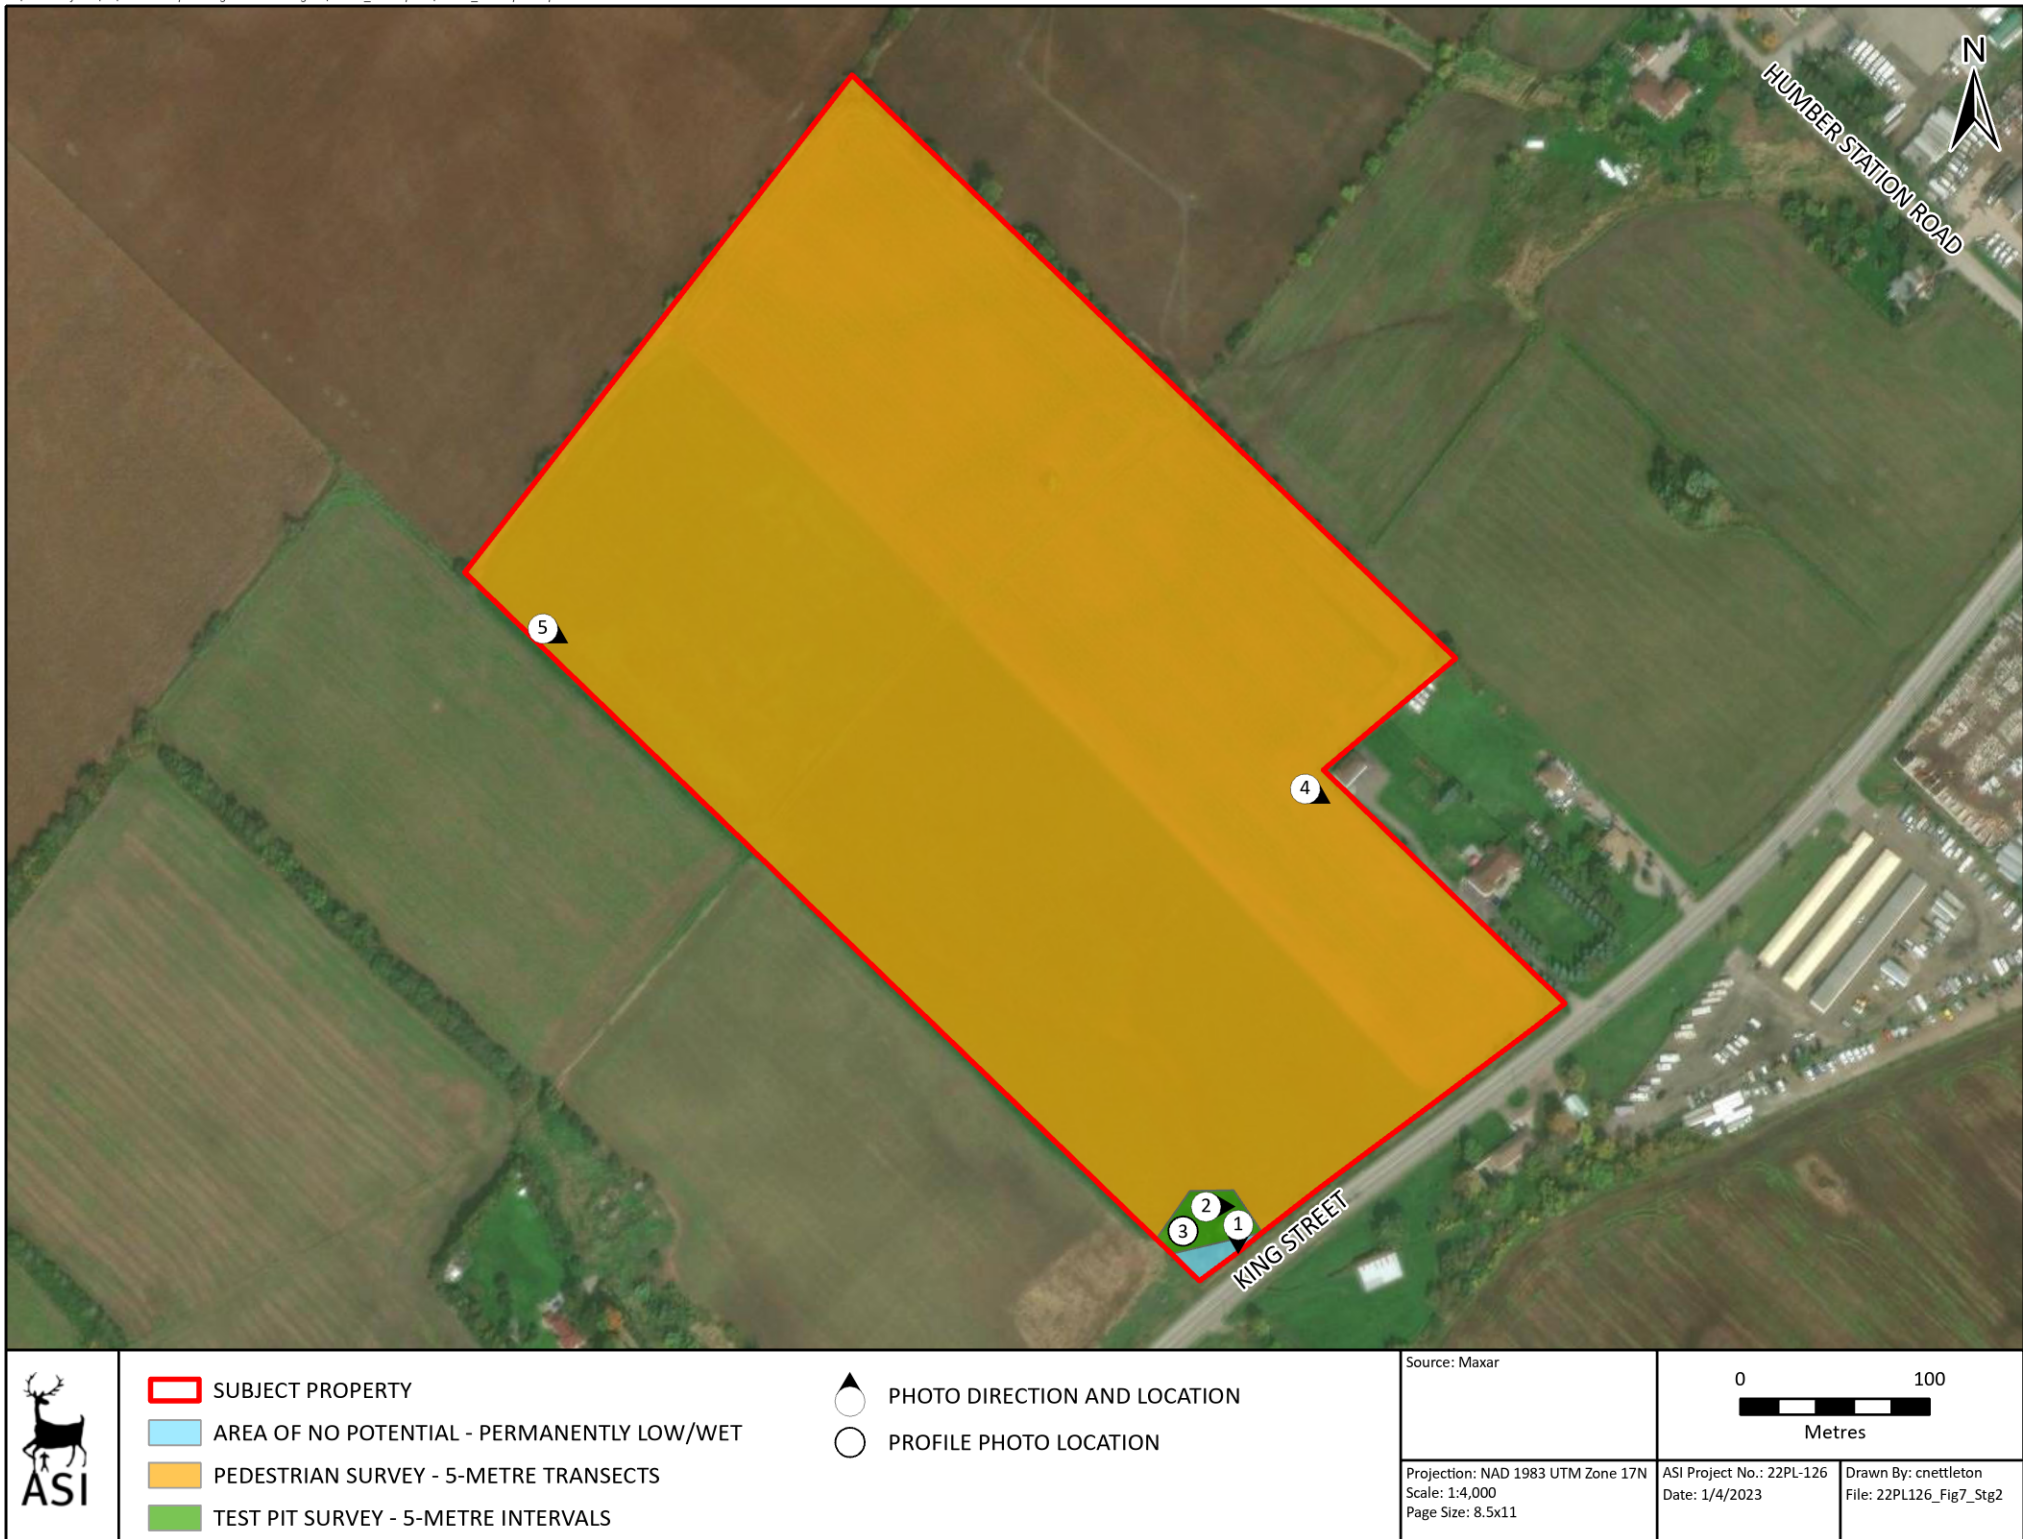 N
HUMBER STATION ROAD
5
4
2
1
3
KING STREET
ASI
SUBJECT PROPERTY
AREA OF NO POTENTIAL - PERMANENTLY LOW/WET
PEDESTRIAN SURVEY - 5-METRE TRANSECTS
TEST PIT SURVEY - 5-METRE INTERVALS
PHOTO DIRECTION AND LOCATION
PROFILE PHOTO LOCATION
Source: Maxar
0 100
Metres
Projection: NAD 1983 UTM Zone 17N
Scale: 1:4,000
Page Size: 8.5x11
ASI Project No.: 22PL-126
Date: 1/4/2023
Drawn By: cnettleton
File: 22PL126_Fig7_Stg2